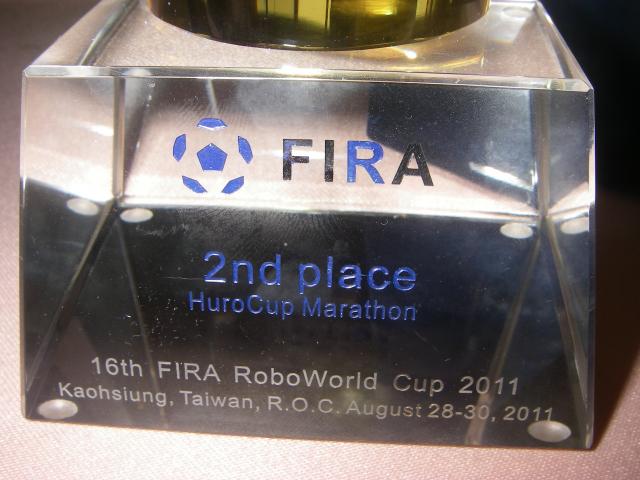 FIRA
2nd place
HuroCup Marathon
16th FIRA RoboWorld Cup 2011
Kaohsiung, Taiwan, R.O.C. August 28-30, 2011